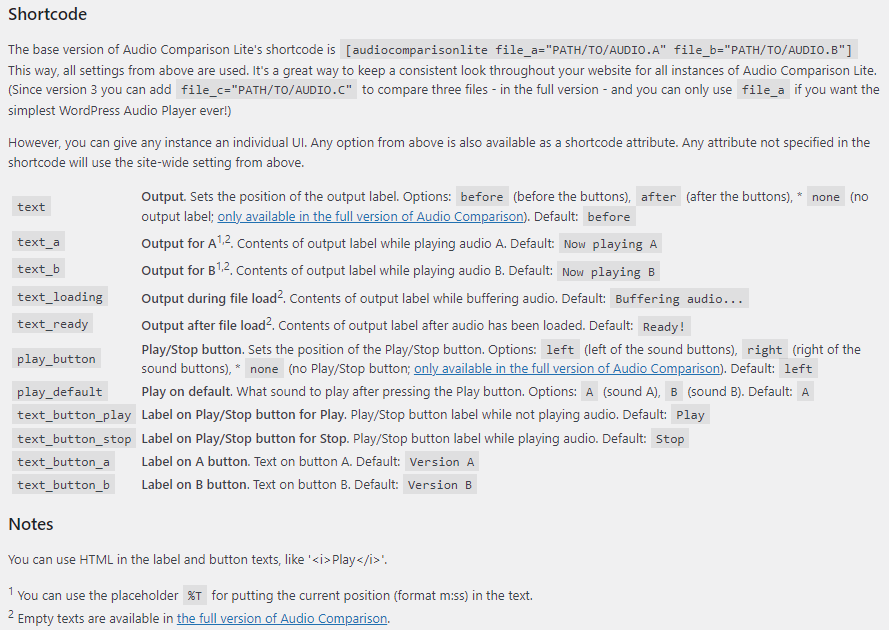 Shortcode
The base version of Audio Comparison Lite's shortcode is [audiocomparisonlite file_a="PATH/TO/AUDIO.A" file_b="PATH/TO/AUDIO.B"]
This way, all settings from above are used. It's a great way to keep a consistent look throughout your website for all instances of Audio Comparison Lite.
(Since version 3 you can add file_c="PATH/TO/AUDIO.C" to compare three files - in the full version - and you can only use file_a if you want the
simplest WordPress Audio Player ever!)
However, you can give any instance an individual UI. Any option from above is also available as a shortcode attribute. Any attribute not specified in the
shortcode will use the site-wide setting from above.
text Output. Sets the position of the output label. Options: before (before the buttons), after (after the buttons), * none (no
output label; only available in the full version of Audio Comparison). Default: before
text_a Output for A1,2. Contents of output label while playing audio A. Default: Now playing A
text_b Output for B1,2. Contents of output label while playing audio B. Default: Now playing B
text_loading Output during file load2. Contents of output label while buffering audio. Default: Buffering audio...
text_ready Output after file load2. Contents of output label after audio has been loaded. Default: Ready!
play_button Play/Stop button. Sets the position of the Play/Stop button. Options: left (left of the sound buttons), right (right of the
sound buttons), * none (no Play/Stop button; only available in the full version of Audio Comparison). Default: left
play_default Play on default. What sound to play after pressing the Play button. Options: A (sound A), B (sound B). Default: A
text_button_play Label on Play/Stop button for Play. Play/Stop button label while not playing audio. Default: Play
text_button_stop Label on Play/Stop button for Stop. Play/Stop button label while playing audio. Default: Stop
text_button_a Label on A button. Text on button A. Default: Version A
text_button_b Label on B button. Text on button B. Default: Version B
Notes
You can use HTML in the label and button texts, like '<i>Play</i>'.
1 You can use the placeholder %T for putting the current position (format m:ss) in the text.
2 Empty texts are available in the full version of Audio Comparison.